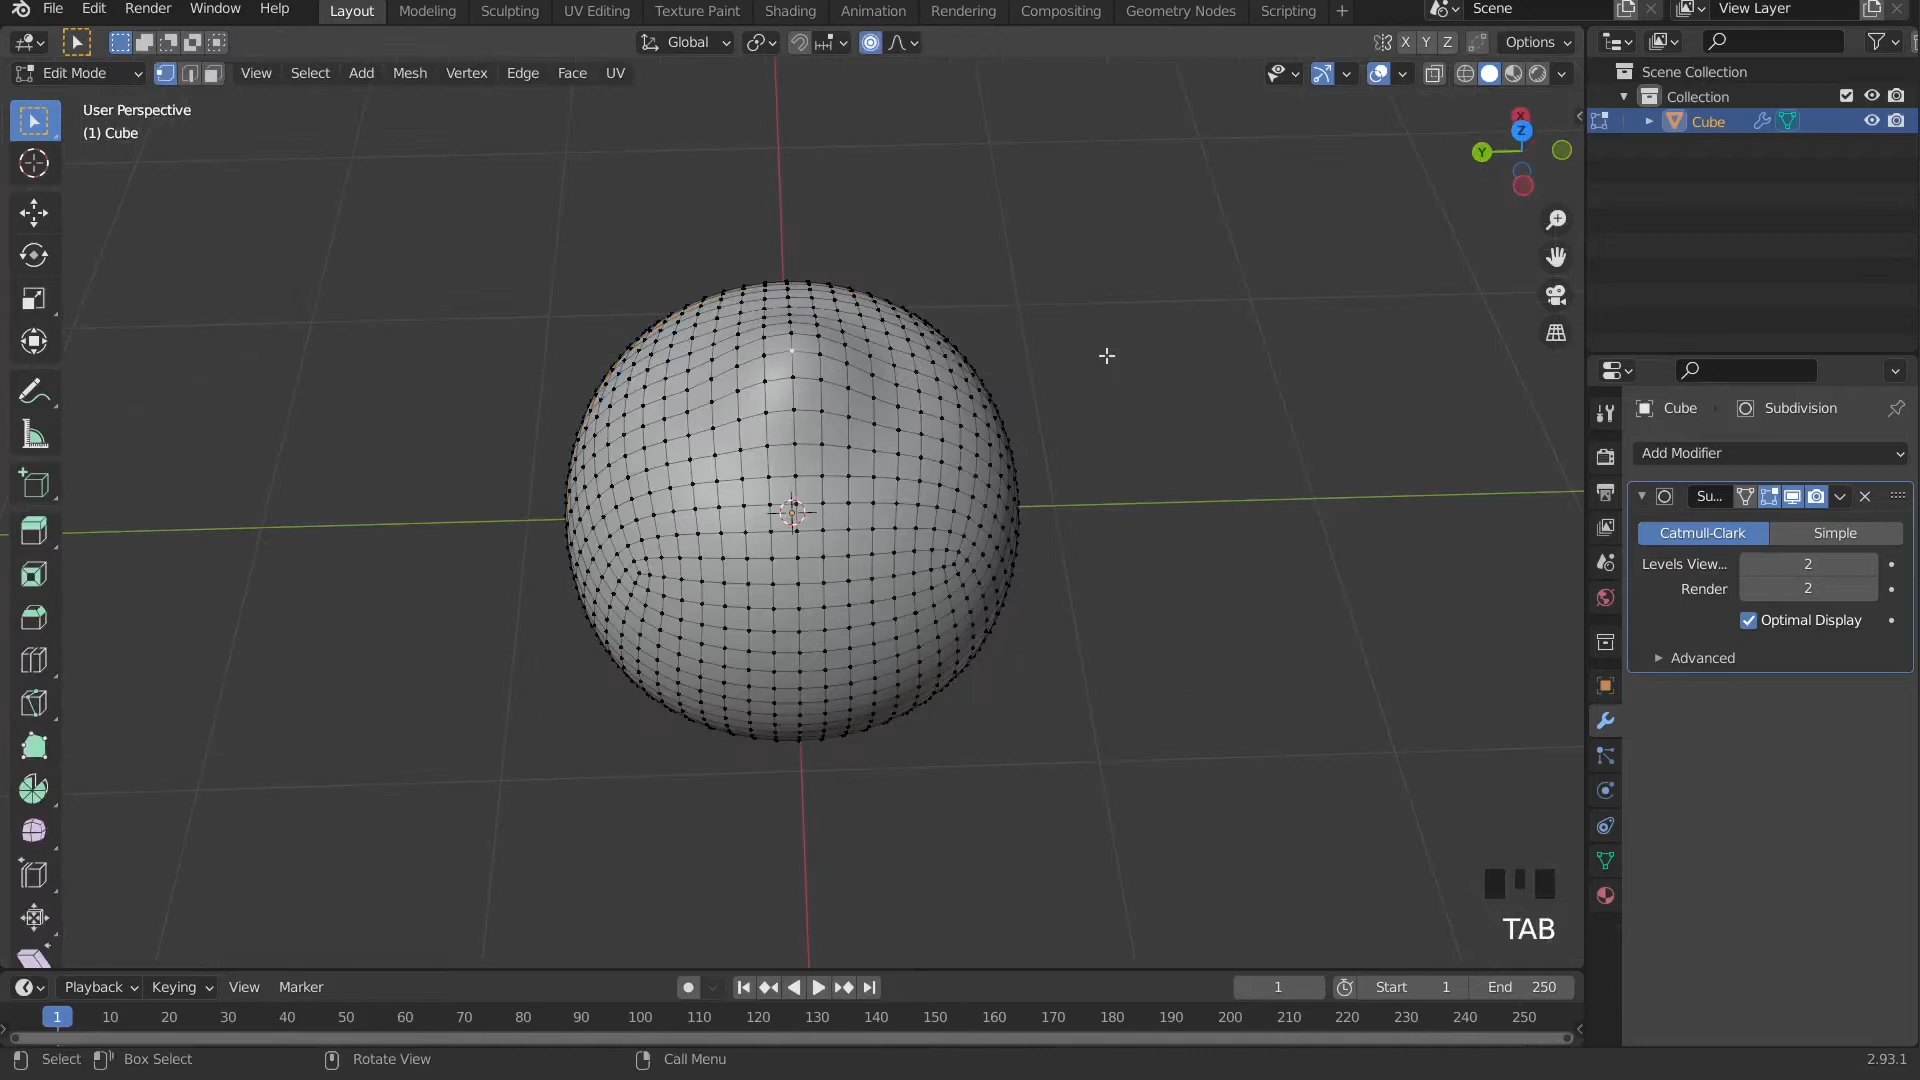 File Edit Render Window Help Layout Modeling Sculpting UV Editing Texture Paint Shading Animation Rendering Compositing Geometry Nodes Scripting + Scene View Layer
Global X Y Z Options
Edit Mode View Select Add Mesh Vertex Edge Face UV
Scene Collection
Collection
Cube
User Perspective
(1) Cube
X
Z
Y
Cube Subdivision
Add Modifier
Su...
Catmull-Clark Simple
Levels View... 2
Render 2
Optimal Display
Advanced
TAB
Playback Keying View Marker 1 Start 1 End 250
1 10 20 30 40 50 60 70 80 90 100 110 120 130 140 150 160 170 180 190 200 210 220 230 240 250
Select Box Select Rotate View Call Menu 2.93.1